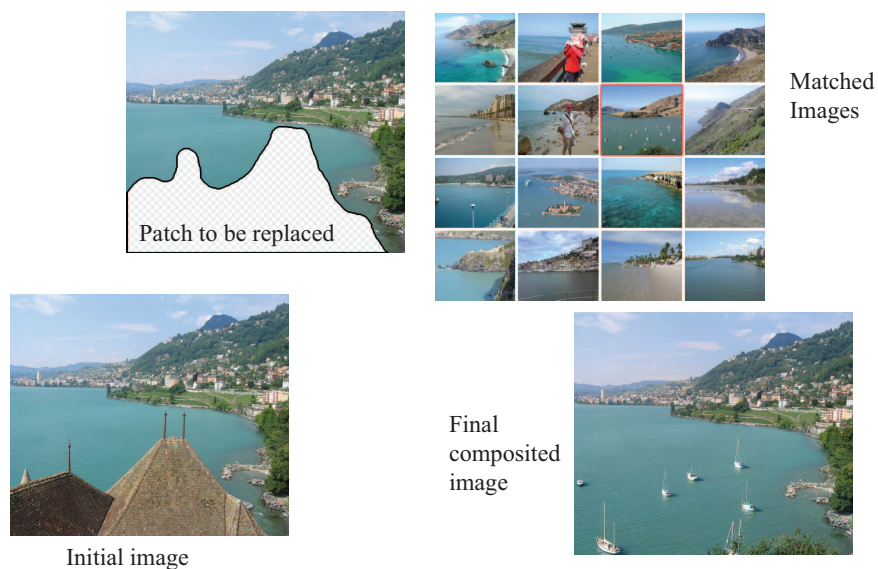 Matched
Images
Patch to be replaced
Final
composited
image
Initial image